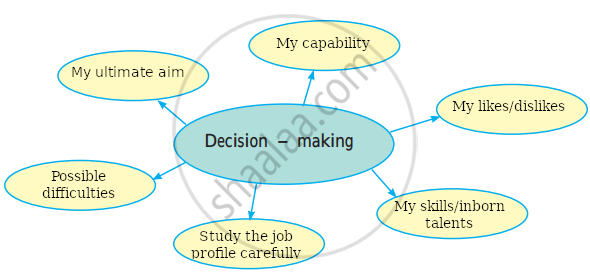 My capability
My ultimate aim
My likes/dislikes
Decision – making
Possible
difficulties
My skills/inborn
talents
Study the job
profile carefully
shaalaa.com